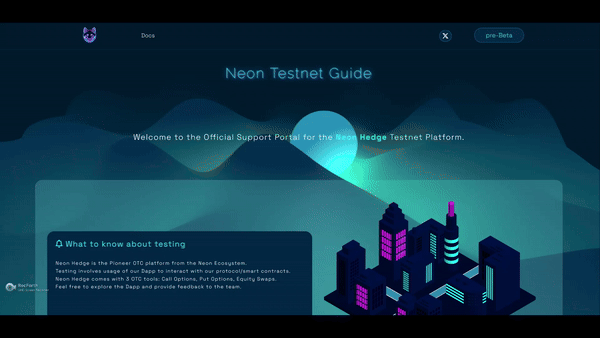 Docs
pre-Beta
Neon Testnet Guide
Welcome to the Official Support Portal for the Neon Hedge Testnet Platform.
What to know about testing
Neon Hedge is the Pioneer OTC platform from the Neon Ecosystem.
Testing involves usage of our Dapp to interact with our protocol/smart contracts.
Neon Hedge comes with 3 OTC tools: Call Options, Put Options, Equity Swaps.
Feel free to explore the Dapp and provide feedback to the team.